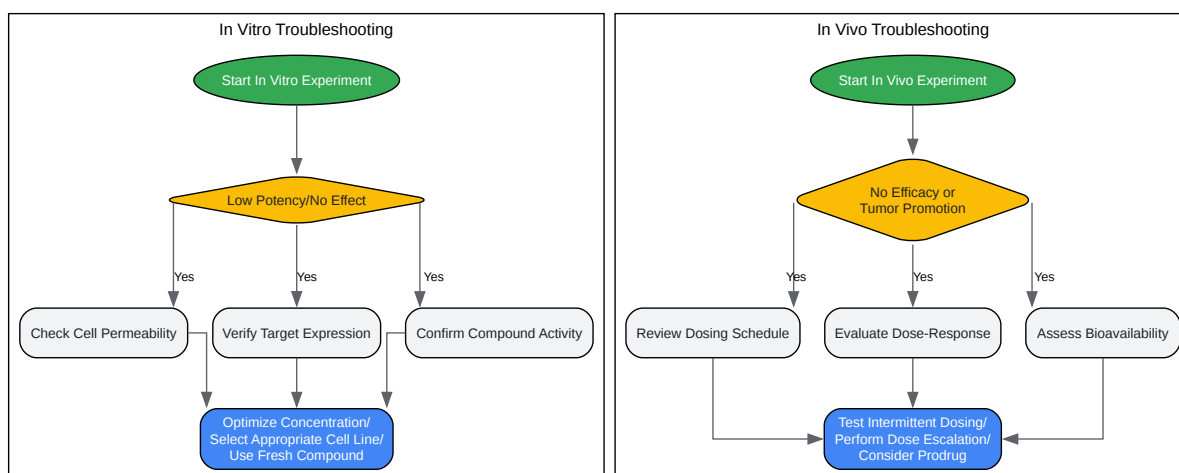 In Vitro Troubleshooting
Start In Vitro Experiment
Low Potency/No Effect
Yes
Yes
Yes
Check Cell Permeability
Verify Target Expression
Confirm Compound Activity
Optimize Concentration/
Select Appropriate Cell Line/
Use Fresh Compound
In Vivo Troubleshooting
Start In Vivo Experiment
No Efficacy or
Tumor Promotion
Yes
Yes
Yes
Review Dosing Schedule
Evaluate Dose-Response
Assess Bioavailability
Test Intermittent Dosing/
Perform Dose Escalation/
Consider Prodrug